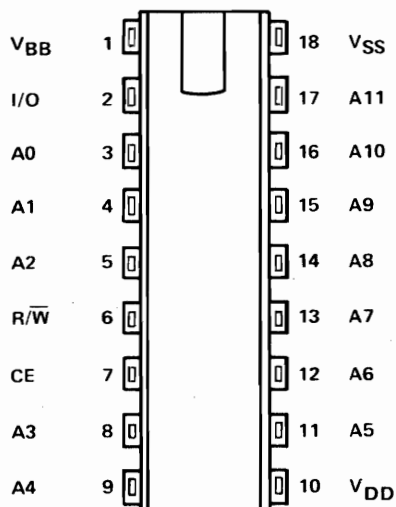 VBB 1 18 VSS
I/O 2 17 A11
A0 3 16 A10
A1 4 15 A9
A2 5 14 A8
R/W̅ 6 13 A7
CE 7 12 A6
A3 8 11 A5
A4 9 10 VDD